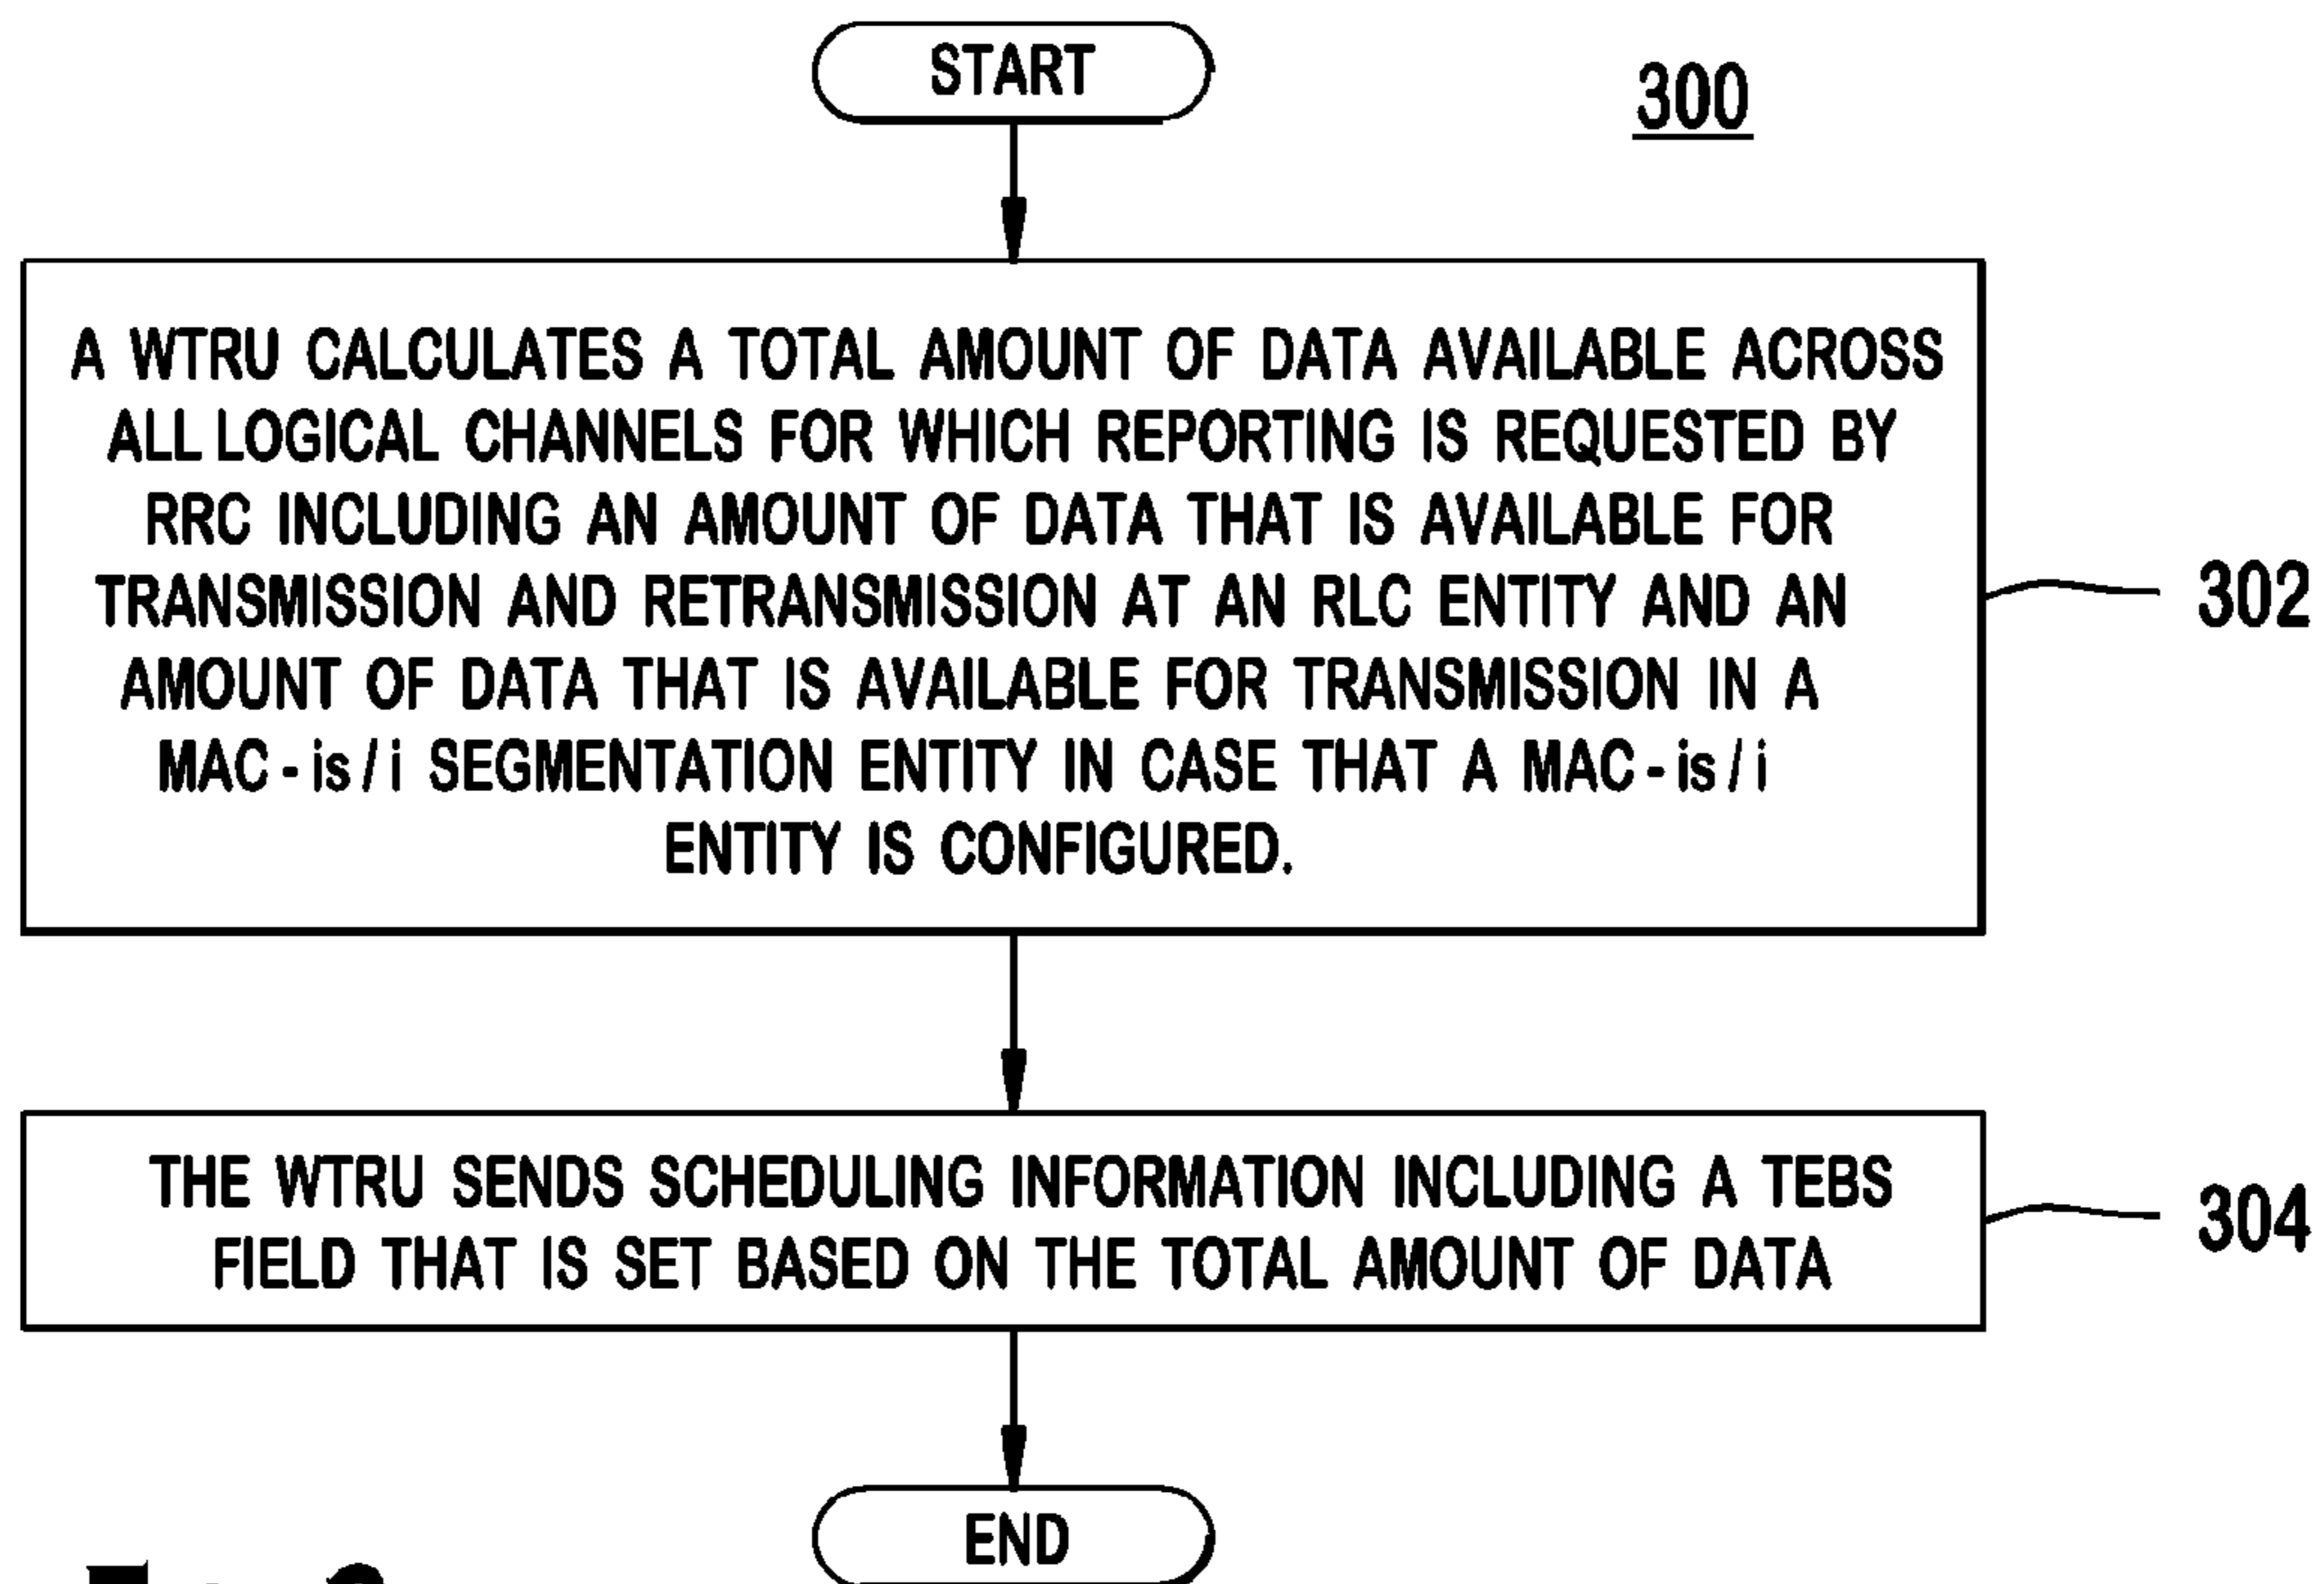 START
300
A WTRU CALCULATES A TOTAL AMOUNT OF DATA AVAILABLE ACROSS
ALL LOGICAL CHANNELS FOR WHICH REPORTING IS REQUESTED BY
RRC INCLUDING AN AMOUNT OF DATA THAT IS AVAILABLE FOR
TRANSMISSION AND RETRANSMISSION AT AN RLC ENTITY AND AN
AMOUNT OF DATA THAT IS AVAILABLE FOR TRANSMISSION IN A
MAC-is/i SEGMENTATION ENTITY IN CASE THAT A MAC-is/i
ENTITY IS CONFIGURED.
302
THE WTRU SENDS SCHEDULING INFORMATION INCLUDING A TEBS
FIELD THAT IS SET BASED ON THE TOTAL AMOUNT OF DATA
304
END